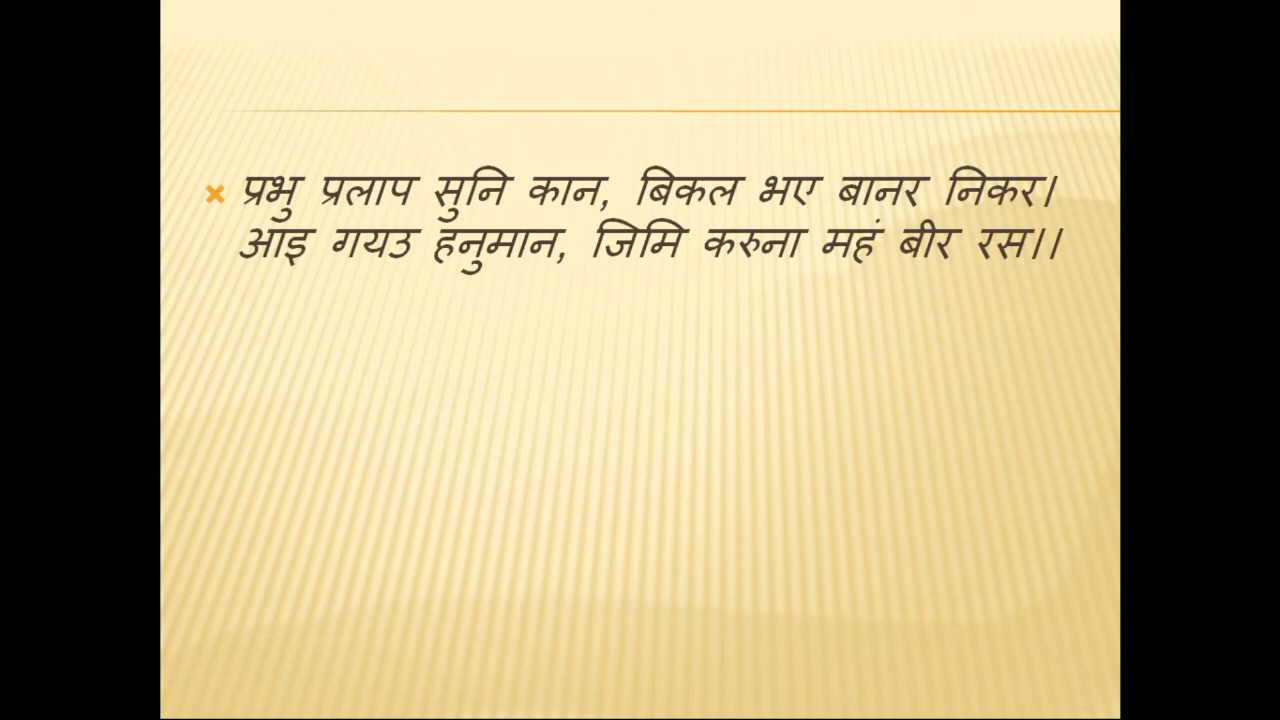 प्रभु प्रलाप सुनि कान, बिकल भए बानर निकर।
आइ गयउ हनुमान, जिमि करुना महं बीर रस।।